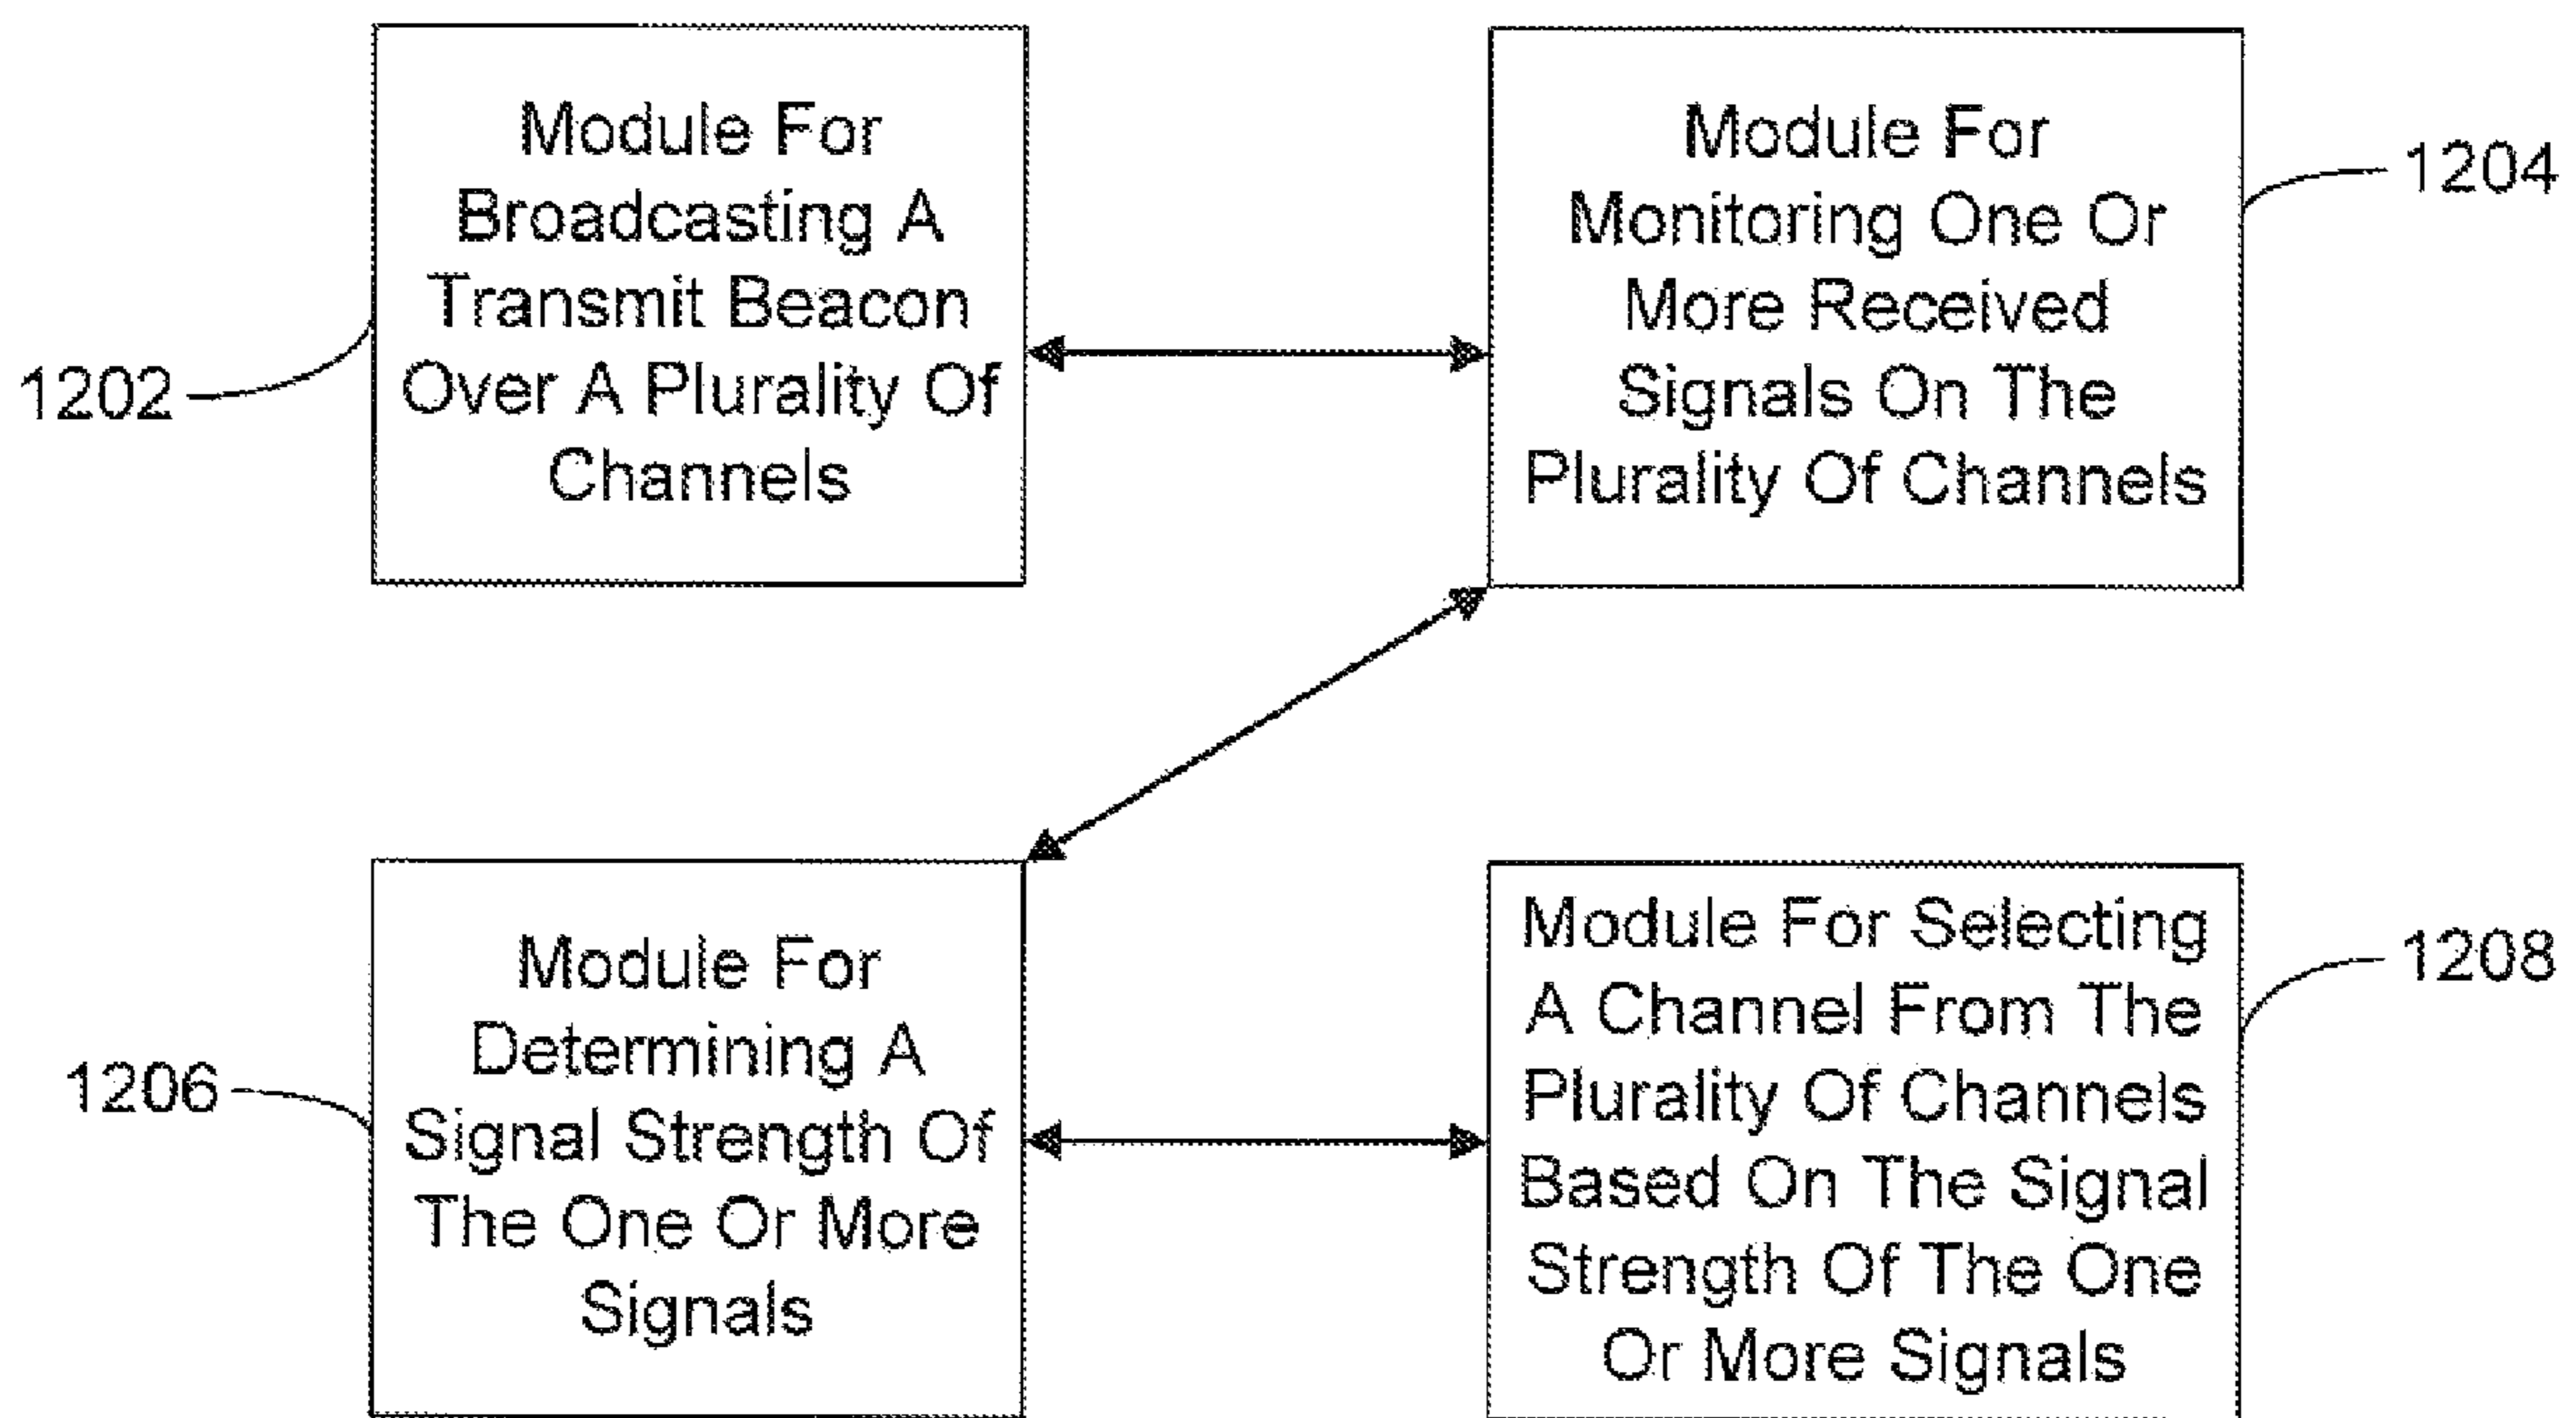 Module For
Broadcasting A
Transmit Beacon
Over A Plurality Of
Channels
1202
Module For
Monitoring One Or
More Received
Signals On The
Plurality Of Channels
1204
Module For
Determining A
Signal Strength Of
The One Or More
Signals
1206
Module For Selecting
A Channel From The
Plurality Of Channels
Based On The Signal
Strength Of The One
Or More Signals
1208